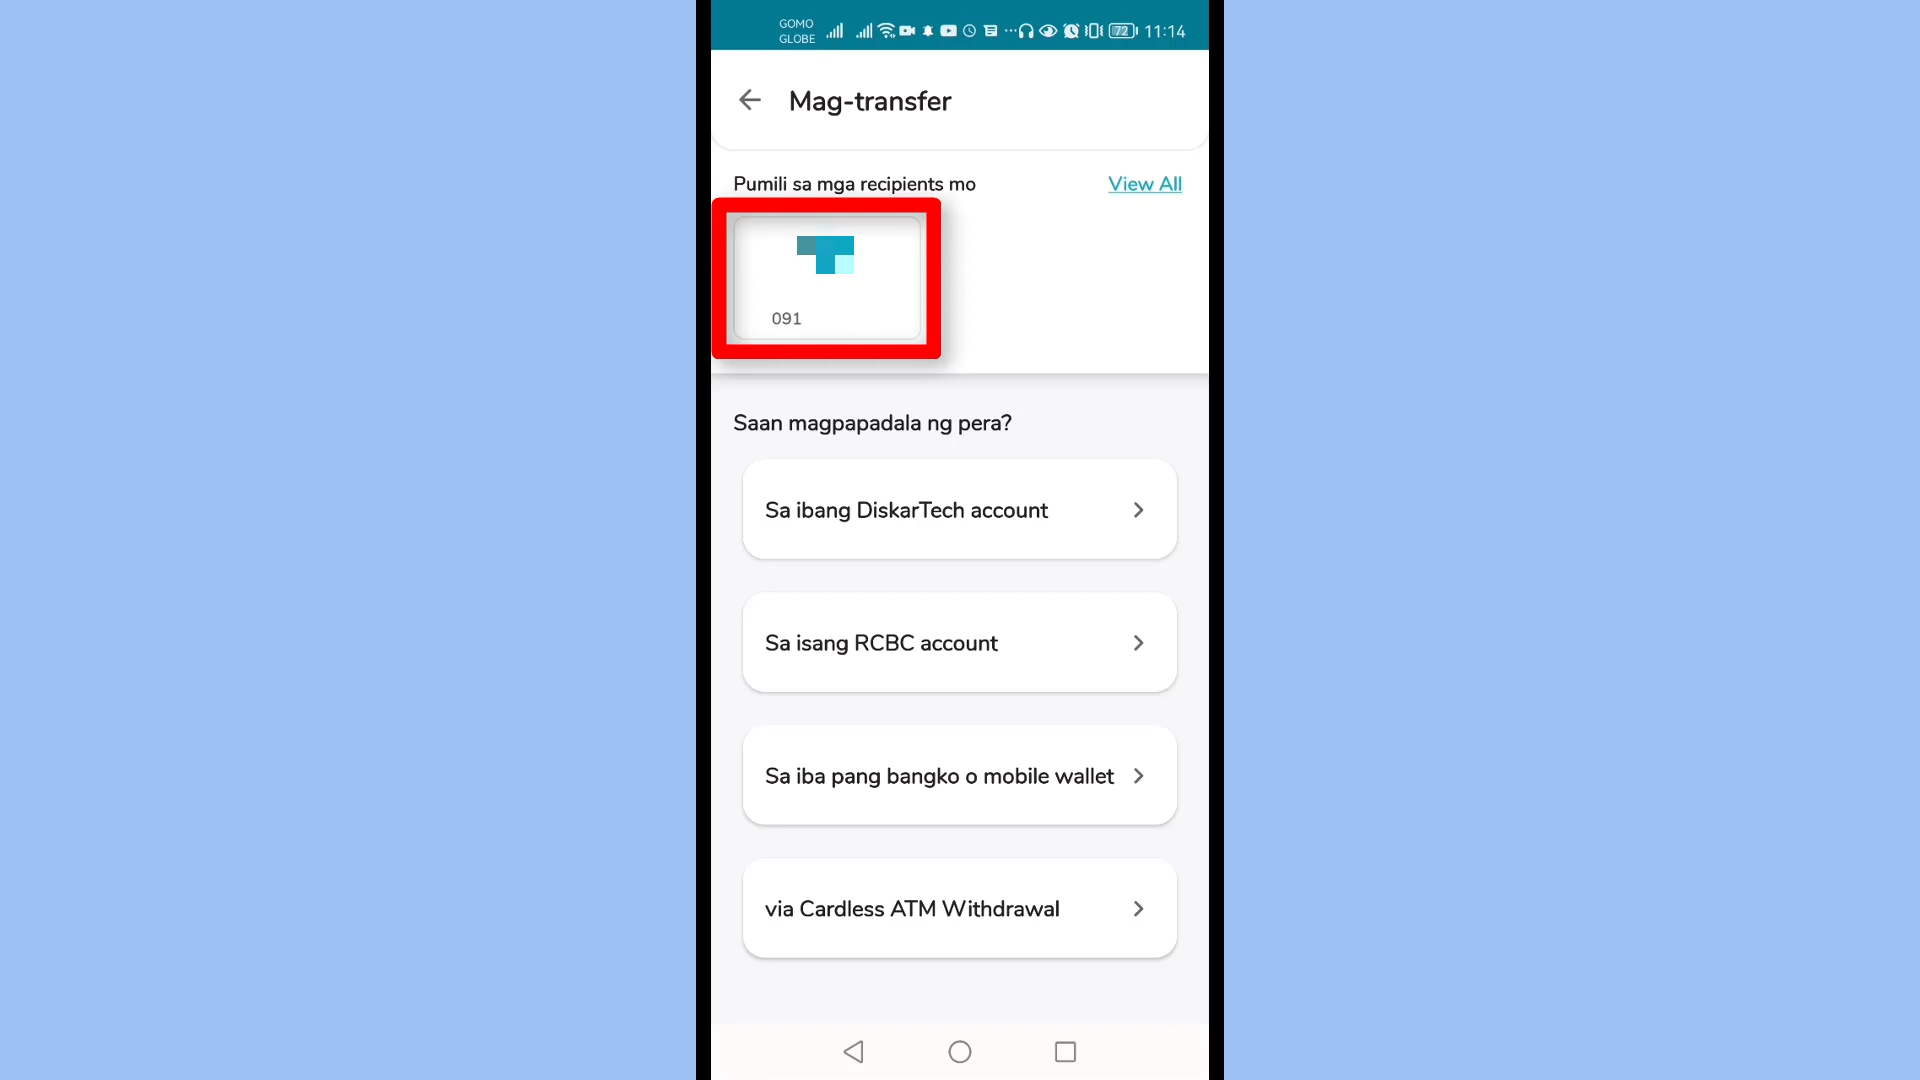 GOMO
GLOBE
72
11:14
Mag-transfer
Pumili sa mga recipients mo
View All
091
Saan magpapadala ng pera?
Sa ibang DiskarTech account
Sa isang RCBC account
Sa iba pang bangko o mobile wallet
via Cardless ATM Withdrawal